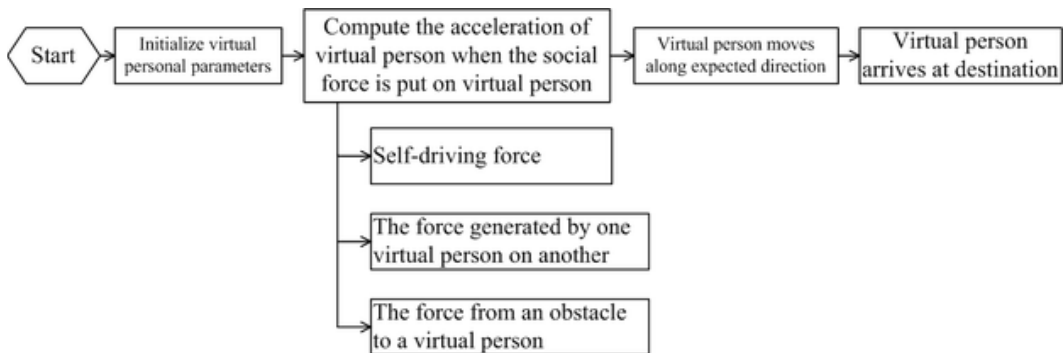 Start
Initialize virtual
personal parameters
Compute the acceleration of
virtual person when the social
force is put on virtual person
Virtual person moves
along expected direction
Virtual person
arrives at destination
Self-driving force
The force generated by one
virtual person on another
The force from an obstacle
to a virtual person